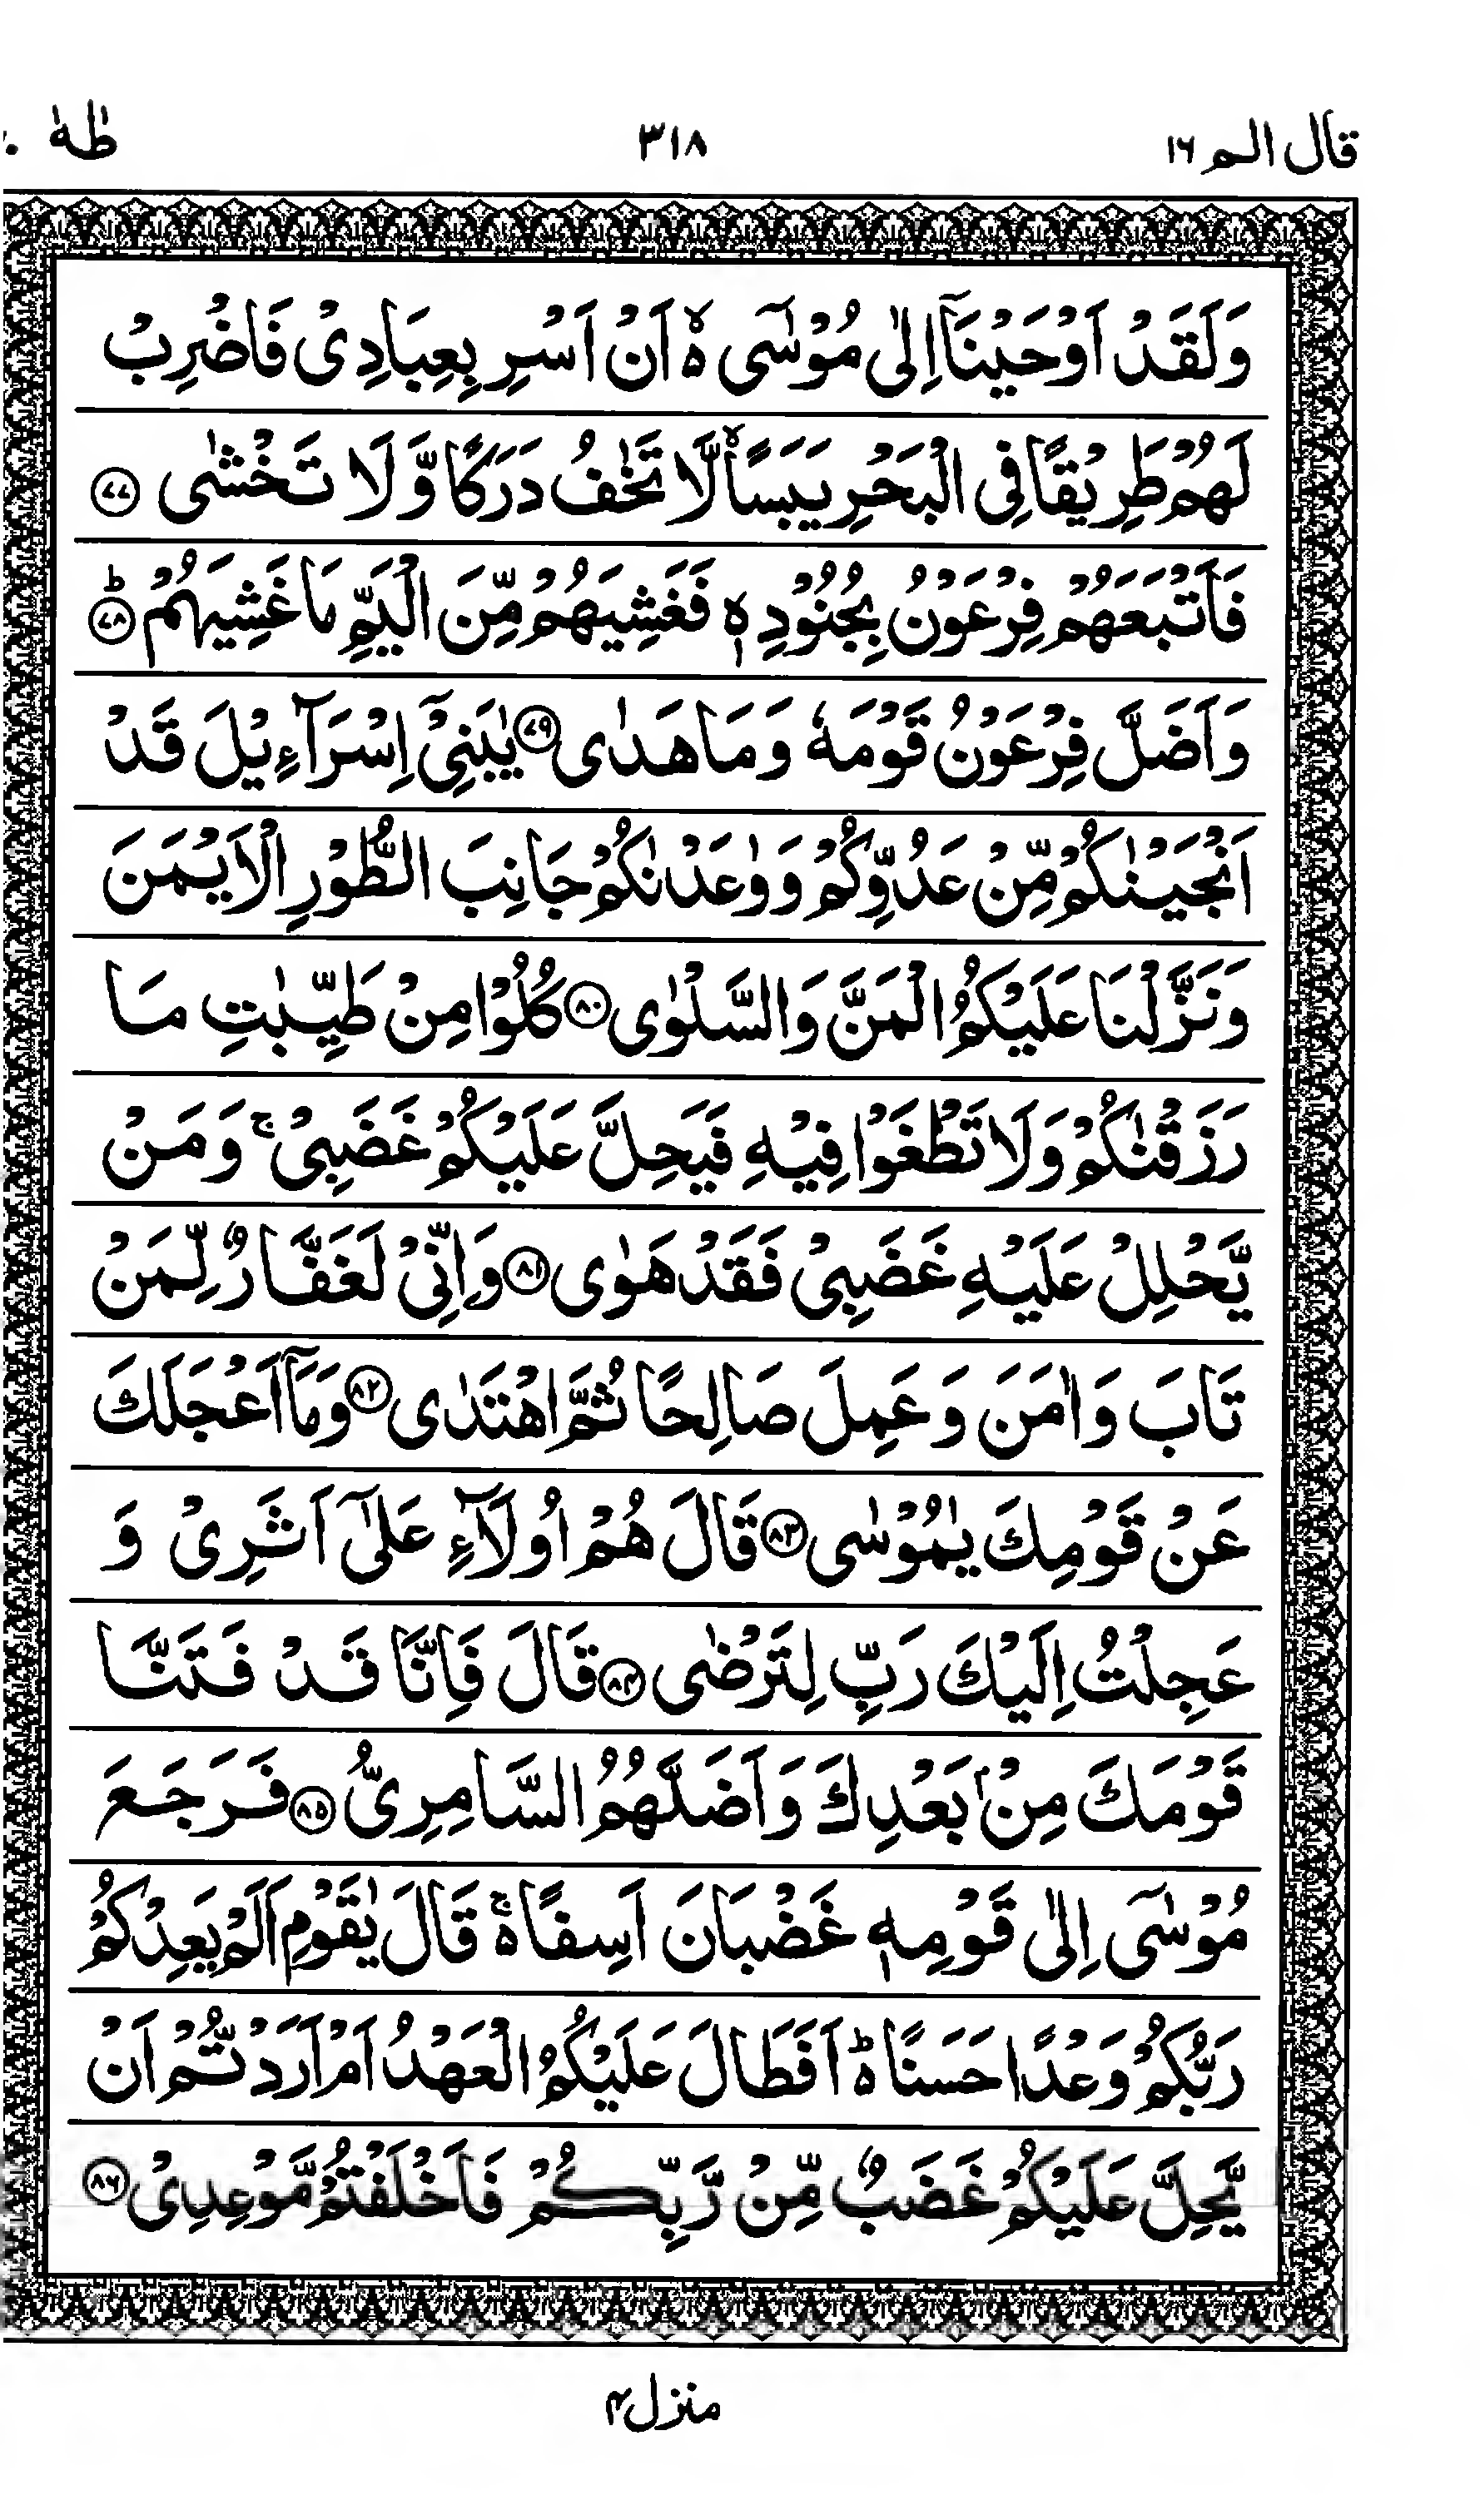 قال الم ١٦ ٣١٨ طٰهٰ
وَلَقَدْ اَوْحَيْنَاۤ اِلٰى مُوْسٰۤى ۙ۬ اَنْ اَسْرِ بِعِبَادِىْ فَاضْرِبْ
لَهُمْ طَرِيْقًا فِى الْبَحْرِ يَبَسًا ۙ لَّا تَخٰفُ دَرَكًا وَّلَا تَخْشٰى ﴿٧٧﴾
فَاَتْبَعَهُمْ فِرْعَوْنُ بِجُنُوْدِهٖ فَغَشِيَهُمْ مِّنَ الْيَمِّ مَا غَشِيَهُمْ ؕ﴿٧٨﴾
وَاَضَلَّ فِرْعَوْنُ قَوْمَهٗ وَمَا هَدٰى ﴿٧٩﴾ يٰبَنِىْۤ اِسْرَآءِيْلَ قَدْ
اَنْجَيْنٰكُمْ مِّنْ عَدُوِّكُمْ وَوٰعَدْنٰكُمْ جَانِبَ الطُّوْرِ الْاَيْمَنَ
وَنَزَّلْنَا عَلَيْكُمُ الْمَنَّ وَالسَّلْوٰى ﴿٨٠﴾ كُلُوْا مِنْ طَيِّبٰتِ مَا
رَزَقْنٰكُمْ وَلَا تَطْغَوْا فِيْهِ فَيَحِلَّ عَلَيْكُمْ غَضَبِىْ ۚ وَمَنْ
يَّحْلِلْ عَلَيْهِ غَضَبِىْ فَقَدْ هَوٰى ﴿٨١﴾ وَاِنِّىْ لَغَفَّارٌ لِّمَنْ
تَابَ وَاٰمَنَ وَعَمِلَ صَالِحًا ثُمَّ اهْتَدٰى ﴿٨٢﴾ وَمَاۤ اَعْجَلَكَ
عَنْ قَوْمِكَ يٰمُوْسٰى ﴿٨٣﴾ قَالَ هُمْ اُولَآءِ عَلٰٓى اَثَرِىْ وَ
عَجِلْتُ اِلَيْكَ رَبِّ لِتَرْضٰى ﴿٨٤﴾ قَالَ فَاِنَّا قَدْ فَتَنَّا
قَوْمَكَ مِنْۢ بَعْدِكَ وَاَضَلَّهُمُ السَّامِرِىُّ ﴿٨٥﴾ فَرَجَعَ
مُوْسٰۤى اِلٰى قَوْمِهٖ غَضْبَانَ اَسِفًا ۬ۚ قَالَ يٰقَوْمِ اَلَمْ يَعِدْكُمْ
رَبُّكُمْ وَعْدًا حَسَنًا ۬ؕ اَفَطَالَ عَلَيْكُمُ الْعَهْدُ اَمْ اَرَدْتُّمْ اَنْ
يَّحِلَّ عَلَيْكُمْ غَضَبٌ مِّنْ رَّبِّكُمْ فَاَخْلَفْتُمْ مَّوْعِدِىْ ﴿٨٦﴾
منزل ٤